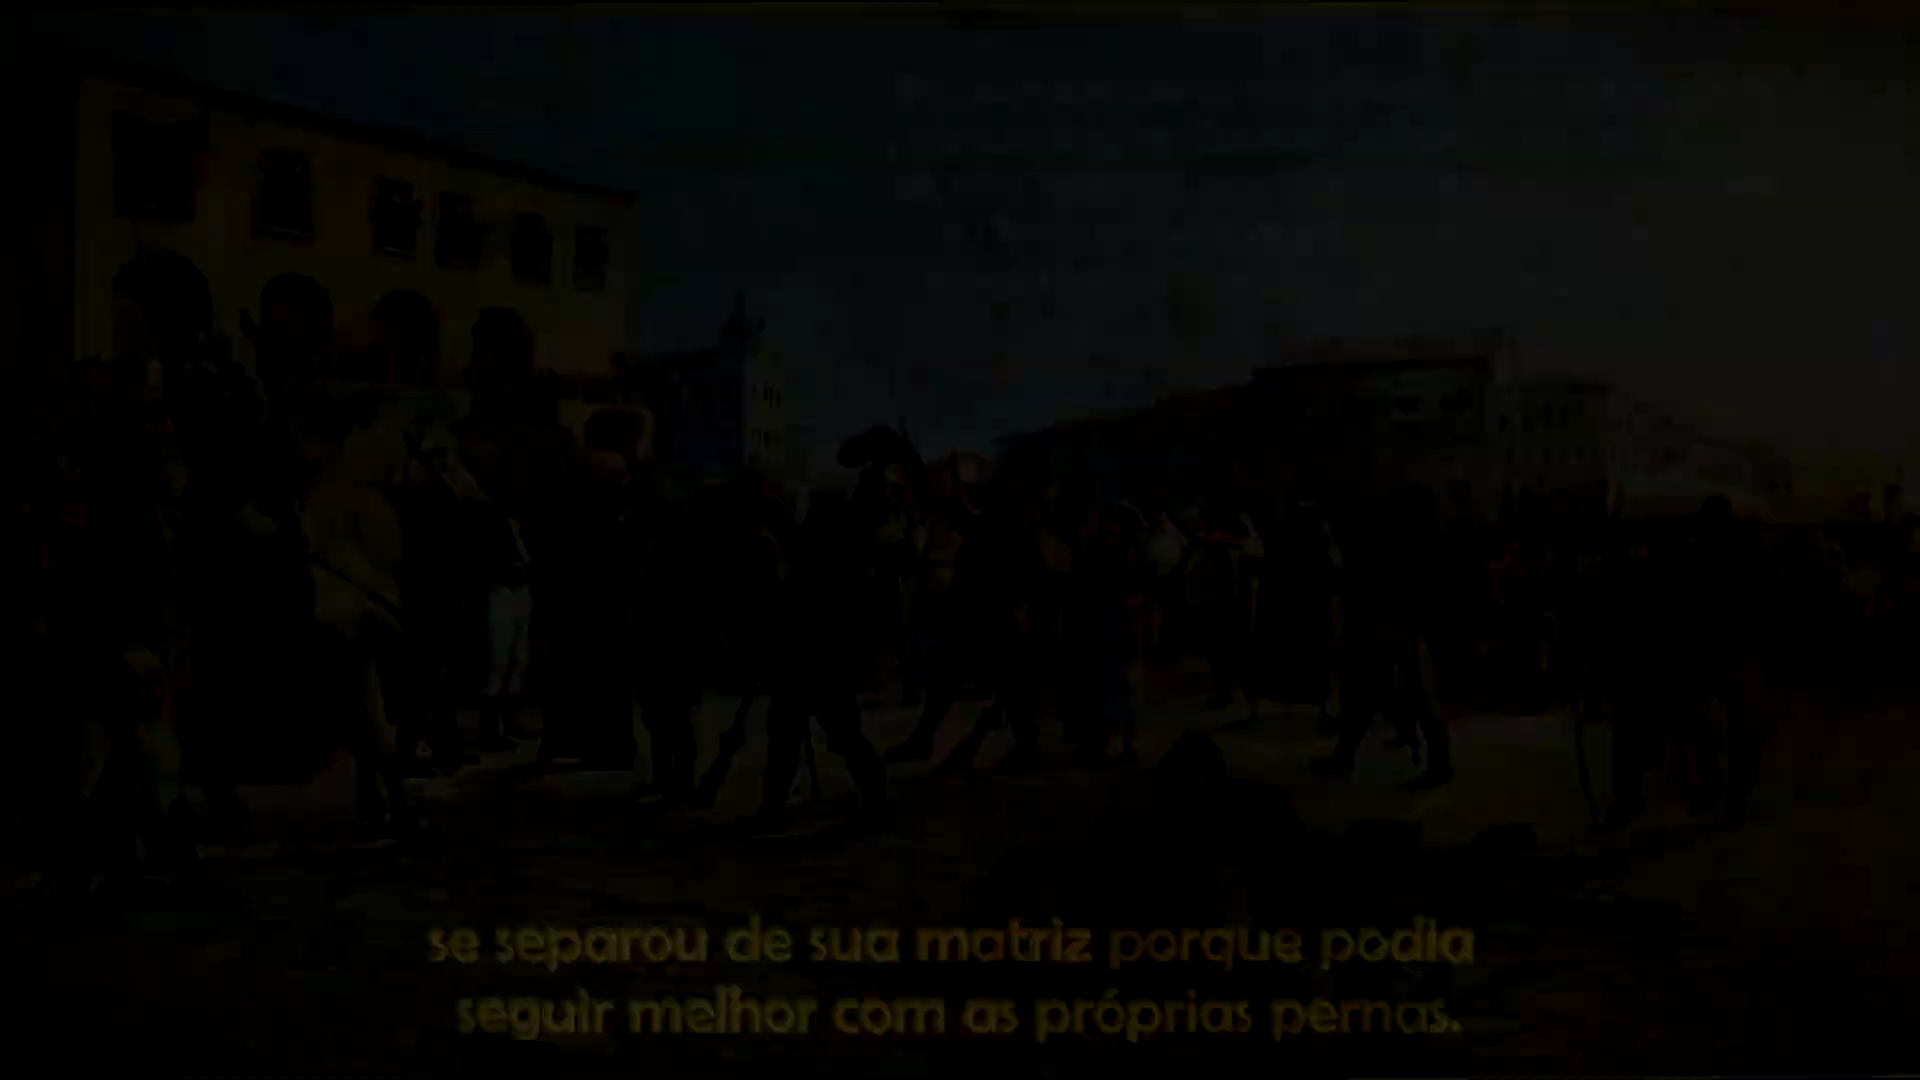 se separou de sua matriz porque podia
seguir melhor com as próprias pernas.